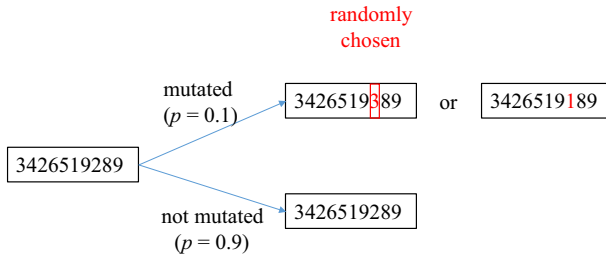 randomly
chosen
mutated
(p = 0.1)
3426519389 or 3426519189
3426519289
not mutated
(p = 0.9)
3426519289